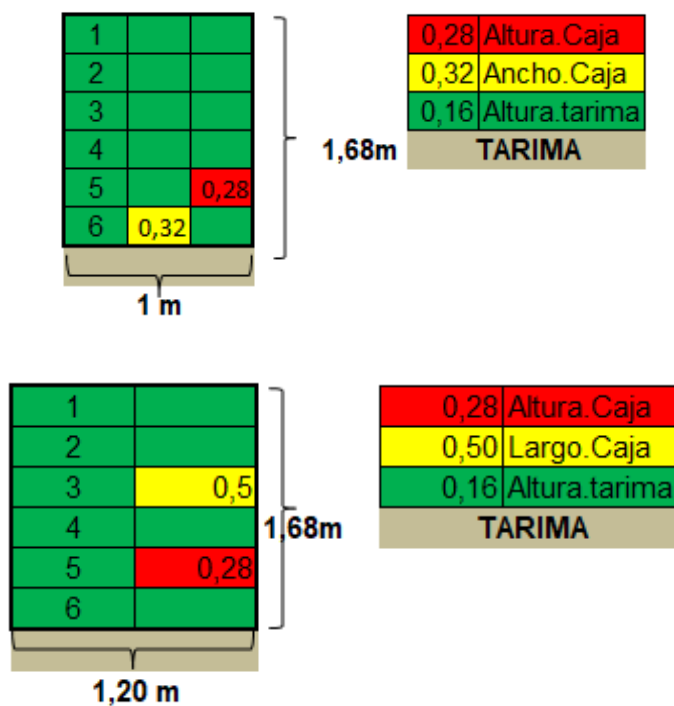 1
2
3
4
5 0,28
6 0,32
1,68m
1 m
0,28 Altura.Caja
0,32 Ancho.Caja
0,16 Altura.tarima
TARIMA
1
2
3 0,5
4
5 0,28
6
1,68m
1,20 m
0,28 Altura.Caja
0,50 Largo.Caja
0,16 Altura.tarima
TARIMA